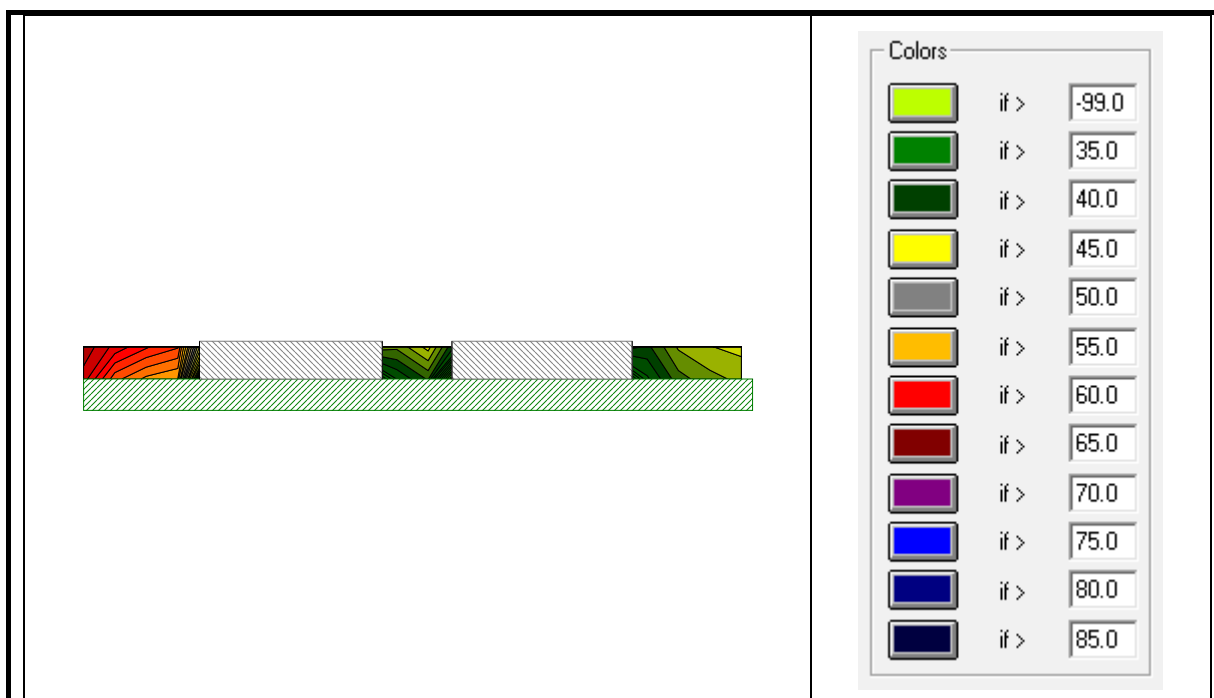 Colors
if > -99.0
if > 35.0
if > 40.0
if > 45.0
if > 50.0
if > 55.0
if > 60.0
if > 65.0
if > 70.0
if > 75.0
if > 80.0
if > 85.0